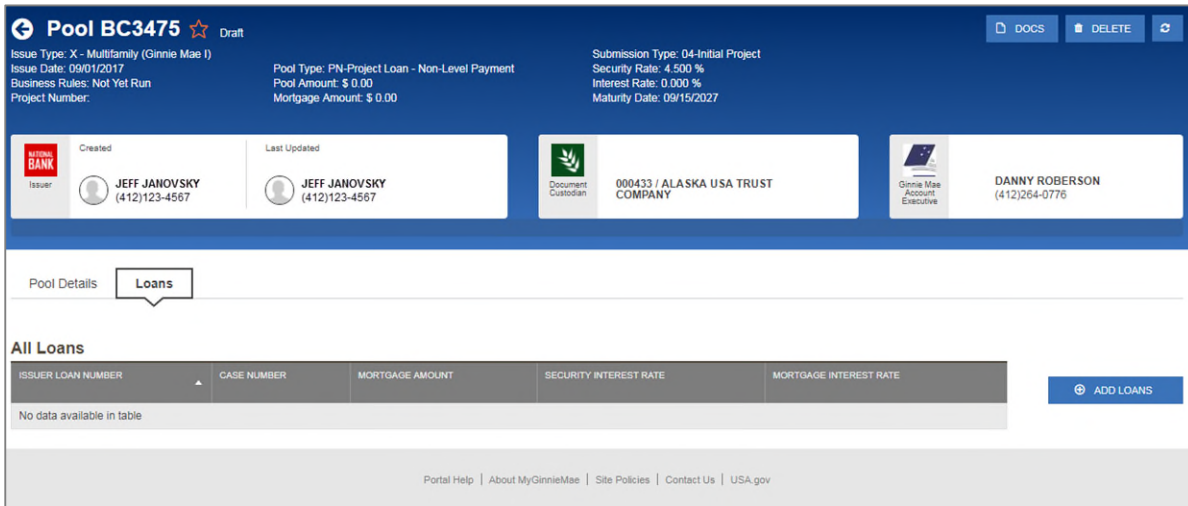 Pool BC3475 Draft
DOCS
DELETE
Issue Type: X - Multifamily (Ginnie Mae I)
Issue Date: 09/01/2017
Business Rules: Not Yet Run
Project Number:
Pool Type: PN-Project Loan - Non-Level Payment
Pool Amount: $ 0.00
Mortgage Amount: $ 0.00
Submission Type: 04-Initial Project
Security Rate: 4.500 %
Interest Rate: 0.000 %
Maturity Date: 09/15/2027
NATIONAL
BANK
Issuer
Created
JEFF JANOVSKY
(412)123-4567
Last Updated
JEFF JANOVSKY
(412)123-4567
Document
Custodian
000433 / ALASKA USA TRUST
COMPANY
Ginnie Mae
Account
Executive
DANNY ROBERSON
(412)264-0776
Pool Details
Loans
All Loans
ISSUER LOAN NUMBER CASE NUMBER MORTGAGE AMOUNT SECURITY INTEREST RATE MORTGAGE INTEREST RATE
No data available in table
ADD LOANS
Portal Help | About MyGinnieMae | Site Policies | Contact Us | USA.gov